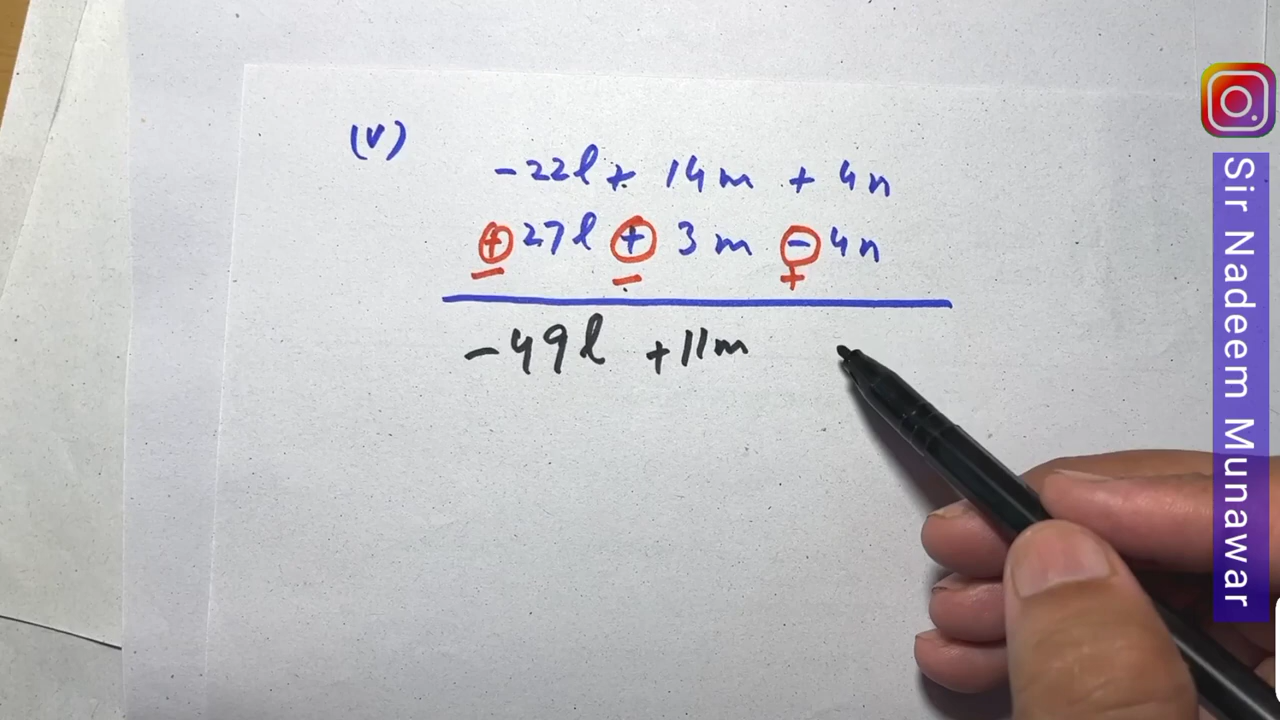 (v)
-22l + 14m + 4n
+27l + 3m - 4n
- - +
-49l +11m
Sir Nadeem Munawar